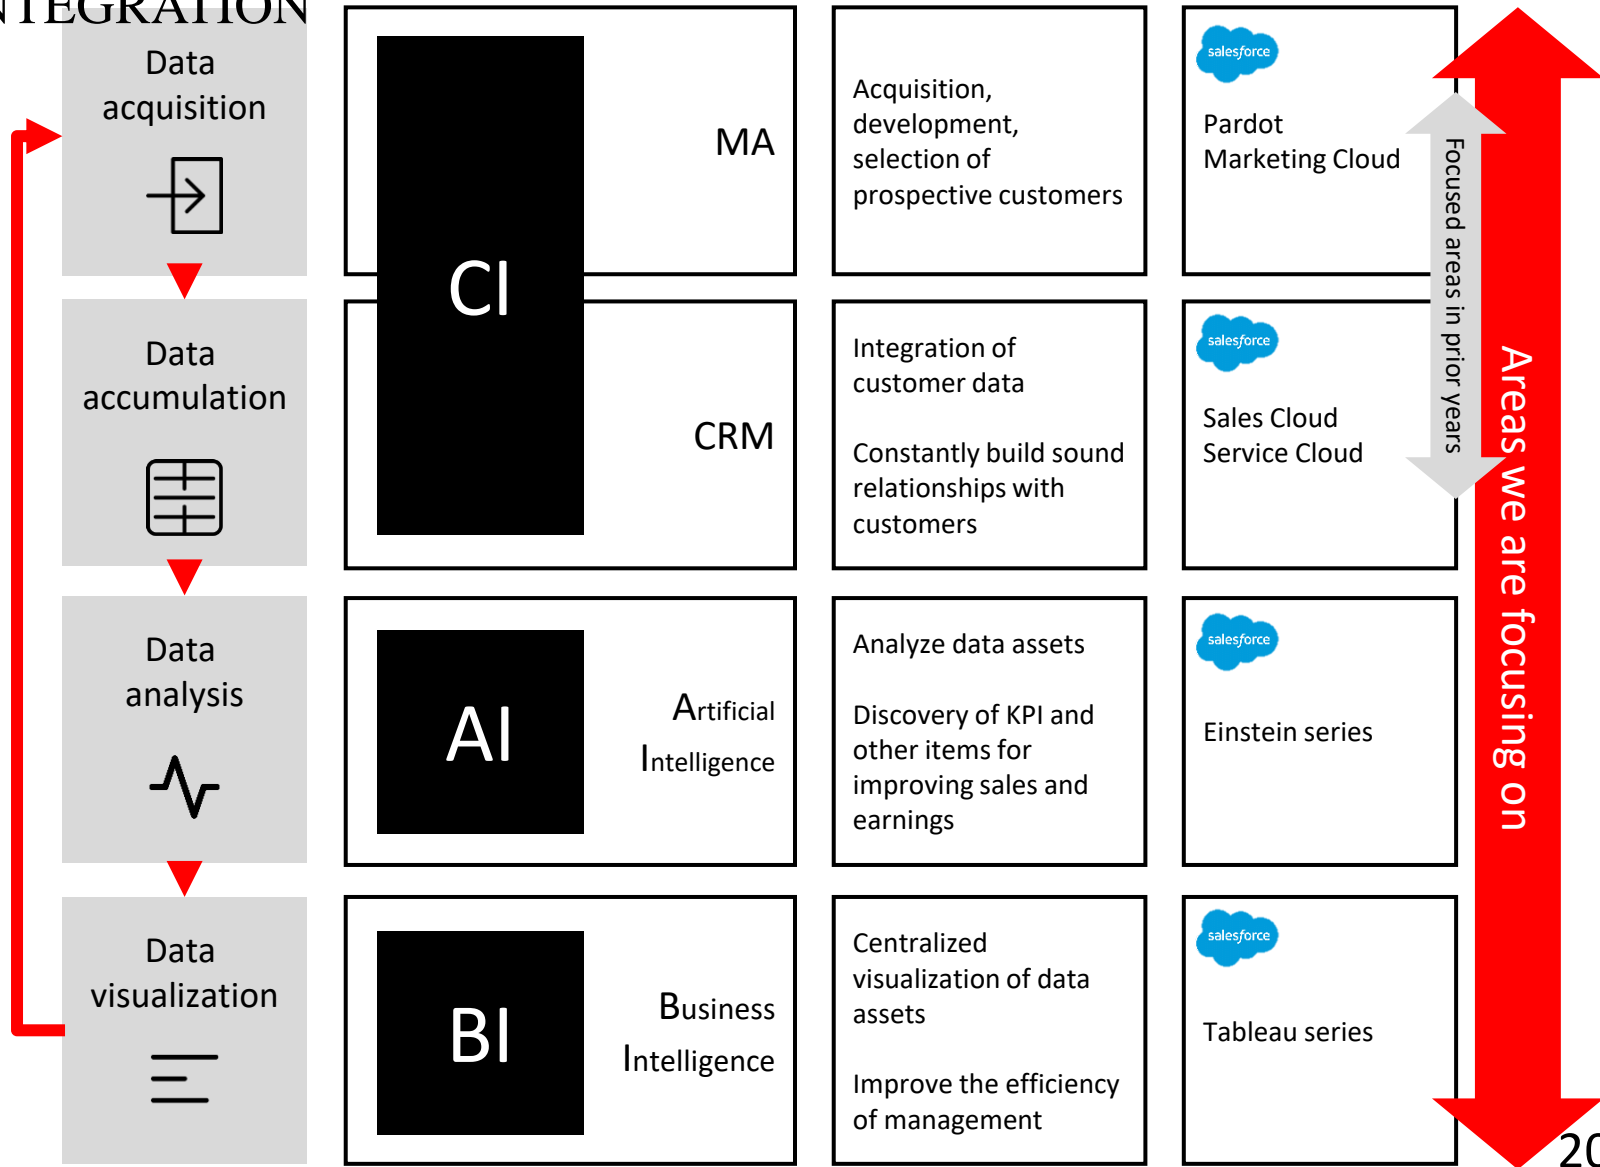 NTEGRATION
Data
acquisition
CI
MA
Acquisition,
development,
selection of
prospective customers
salesforce
Pardot
Marketing Cloud
Focused areas in prior years
Areas we are focusing on
Data
accumulation
CRM
Integration of
customer data
Constantly build sound
relationships with
customers
salesforce
Sales Cloud
Service Cloud
Data
analysis
AI
Artificial
Intelligence
Analyze data assets
Discovery of KPI and
other items for
improving sales and
earnings
salesforce
Einstein series
Data
visualization
BI
Business
Intelligence
Centralized
visualization of data
assets
Improve the efficiency
of management
salesforce
Tableau series
20